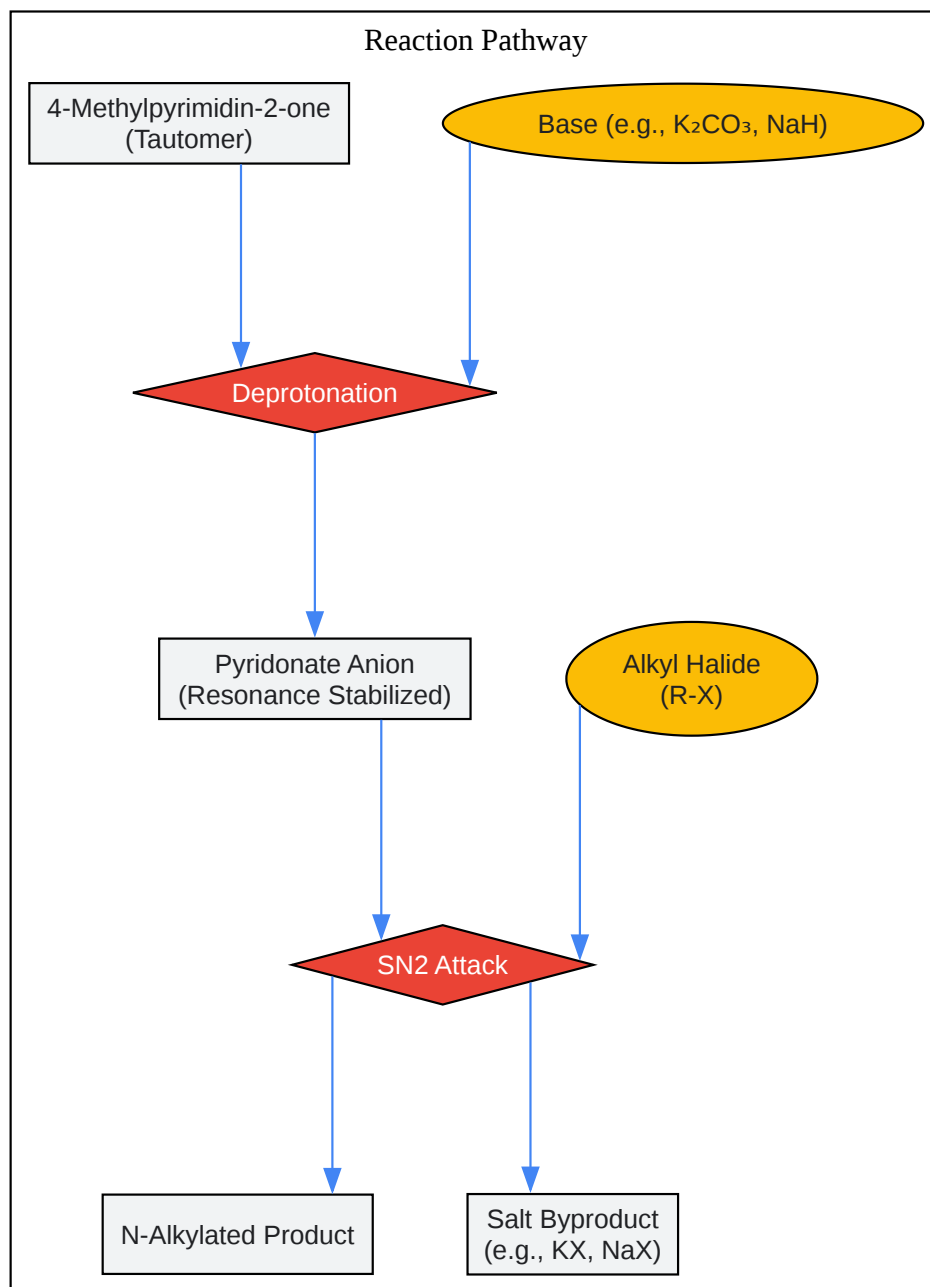 Reaction Pathway
4-Methylpyrimidin-2-one
(Tautomer)
Base (e.g., K₂CO₃, NaH)
Deprotonation
Pyridonate Anion
(Resonance Stabilized)
Alkyl Halide
(R-X)
SN2 Attack
N-Alkylated Product
Salt Byproduct
(e.g., KX, NaX)